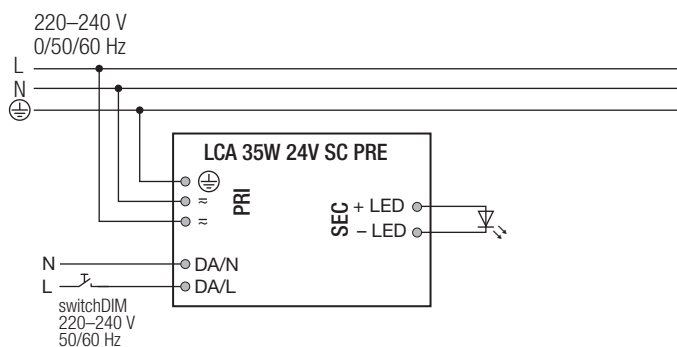 220–240 V
0/50/60 Hz
L
N
LCA 35W 24V SC PRE
PRI
≂
≂
SEC
+ LED
– LED
N
DA/N
L
DA/L
switchDIM
220–240 V
50/60 Hz